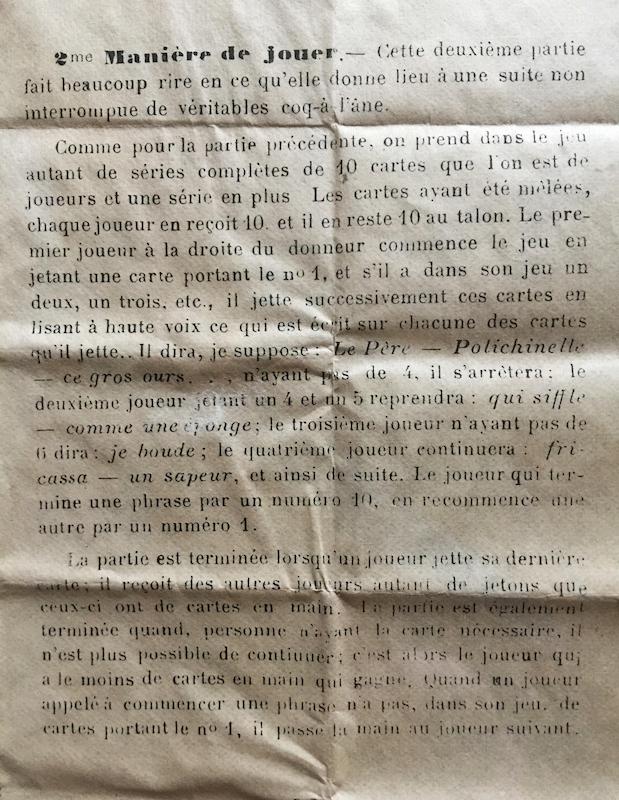 2me Manière de jouer. — Cette deuxième partie
fait beaucoup rire en ce qu'elle donne lieu à une suite non
interrompue de véritables coq-à l'âne.
Comme pour la partie précédente, on prend dans le jeu
autant de séries complètes de 10 cartes que l'on est de
joueurs et une série en plus Les cartes ayant été mêlées,
chaque joueur en reçoit 10. et il en reste 10 au talon. Le pre-
mier joueur à la droite du donneur commence le jeu en
jetant une carte portant le nº 1, et s'il a dans son jeu un
deux, un trois. etc., il jette successivement ces cartes en
lisant à haute voix ce qui est écrit sur chacune des cartes
qu'il jette.. Il dira, je suppose : Le Père — Polichinelle
— ce gros ours. . ., n'ayant pas de 4, il s'arrêtera; le
deuxième joueur jetant un 4 et un 5 reprendra : qui siffle
— comme une éponge; le troisième joueur n'ayant pas de
6 dira : je boude; le quatrième joueur continuera : fri-
cassa — un sapeur, et ainsi de suite. Le joueur qui ter-
mine une phrase par un numéro 10, en recommence une
autre par un numéro 1.
La partie est terminée lorsqu'un joueur jette sa dernière
carte; il reçoit des autres joueurs autant de jetons que
ceux-ci ont de cartes en main. La partie est également
terminée quand, personne n'ayant la carte nécessaire, il
n'est plus possible de continuer; c'est alors le joueur qui
a le moins de cartes en main qui gagne. Quand un joueur
appelé à commencer une phrase n'a pas, dans son jeu, de
cartes portant le nº 1, il passe la main au joueur suivant.